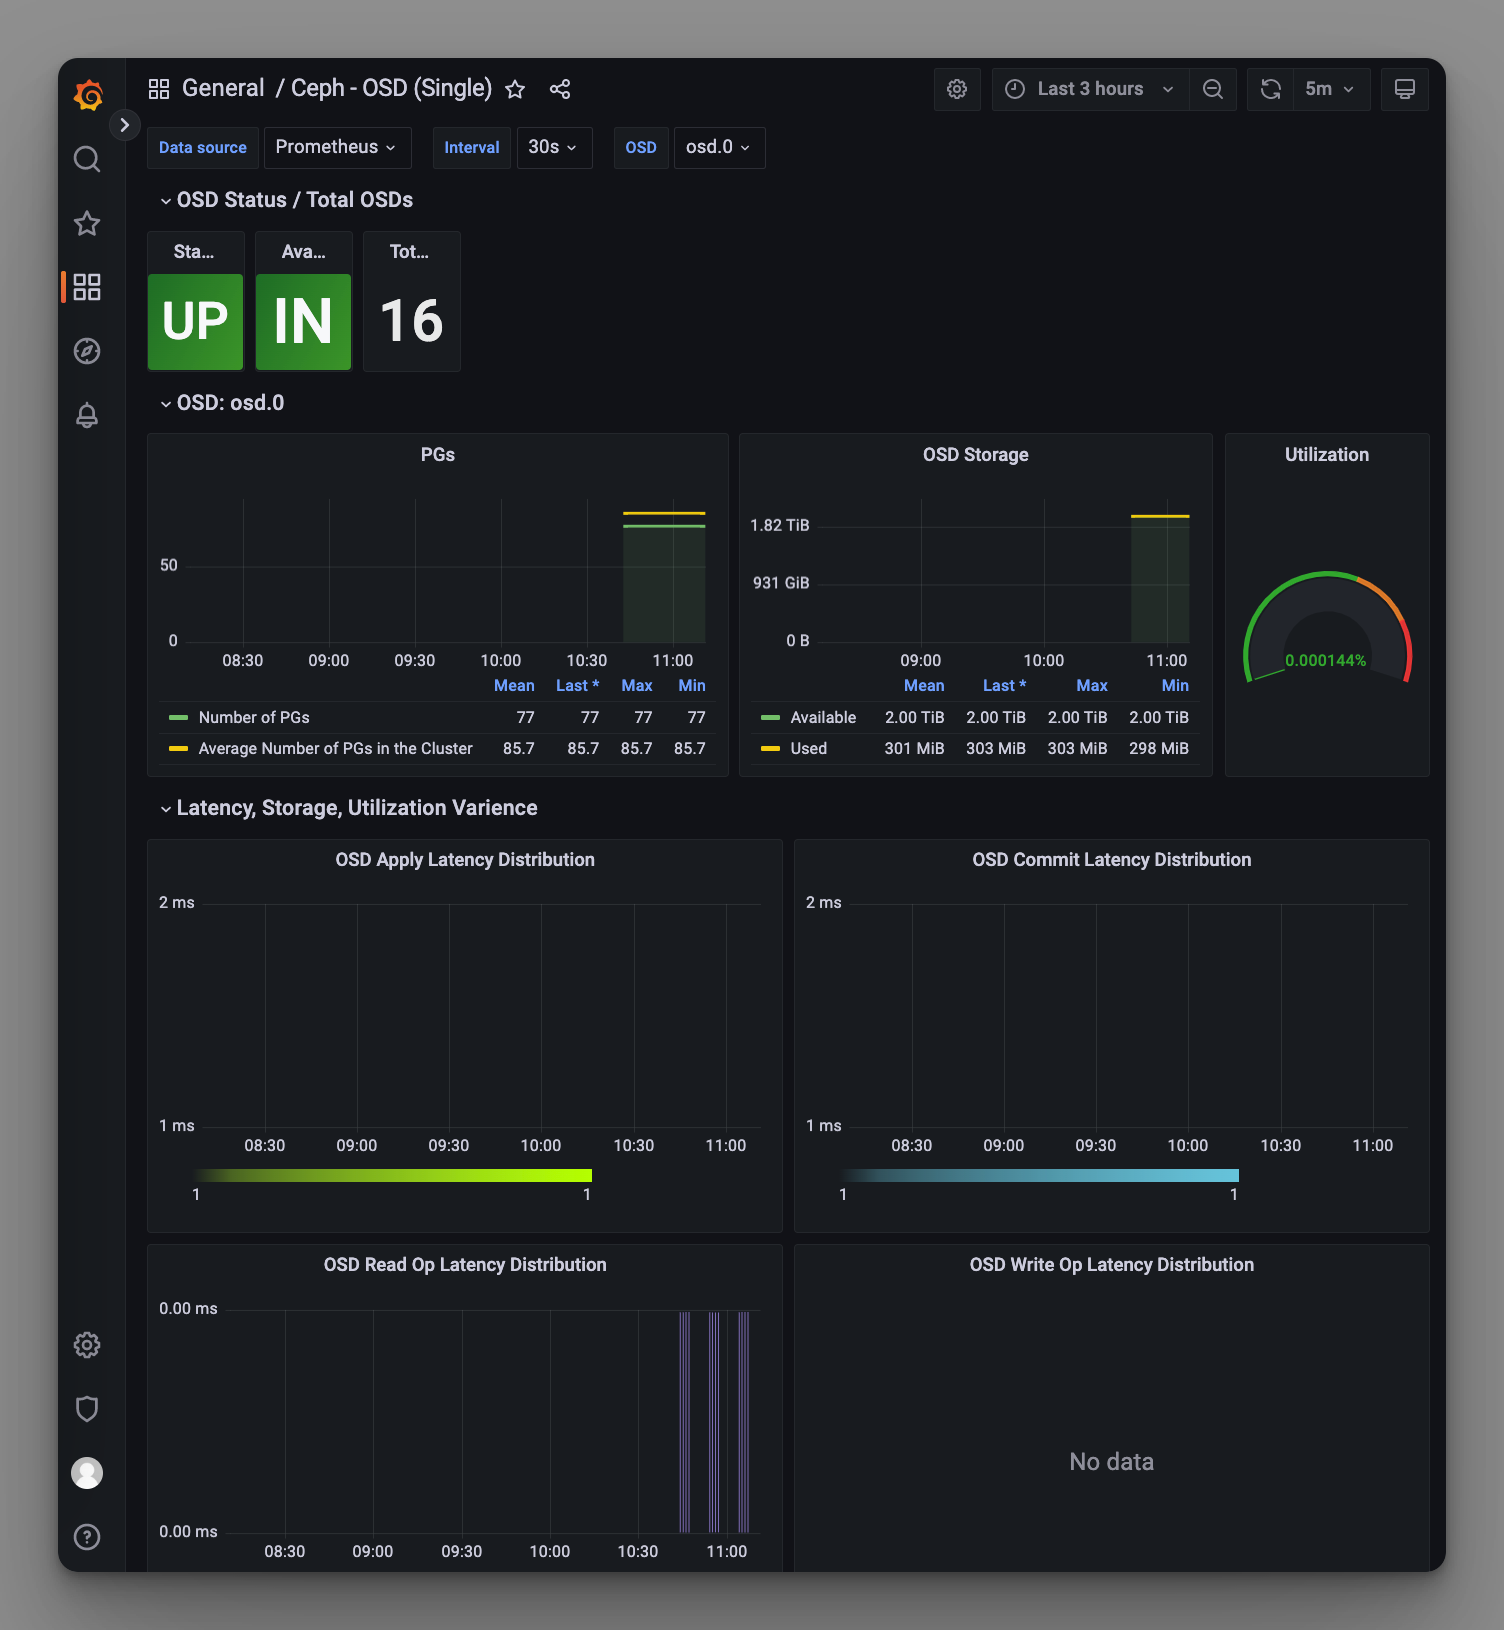 General / Ceph - OSD (Single)
Last 3 hours
5m
Data source Prometheus Interval 30s OSD osd.0
OSD Status / Total OSDs
Sta... Ava... Tot...
UP IN 16
OSD: osd.0
PGs
50
0
08:30 09:00 09:30 10:00 10:30 11:00
Mean Last * Max Min
Number of PGs 77 77 77 77
Average Number of PGs in the Cluster 85.7 85.7 85.7 85.7
OSD Storage
1.82 TiB
931 GiB
0 B
09:00 10:00 11:00
Mean Last * Max Min
Available 2.00 TiB 2.00 TiB 2.00 TiB 2.00 TiB
Used 301 MiB 303 MiB 303 MiB 298 MiB
Utilization
0.000144%
Latency, Storage, Utilization Varience
OSD Apply Latency Distribution
2 ms
1 ms
08:30 09:00 09:30 10:00 10:30 11:00
1 1
OSD Commit Latency Distribution
2 ms
1 ms
08:30 09:00 09:30 10:00 10:30 11:00
1 1
OSD Read Op Latency Distribution
0.00 ms
0.00 ms
08:30 09:00 09:30 10:00 10:30 11:00
OSD Write Op Latency Distribution
No data